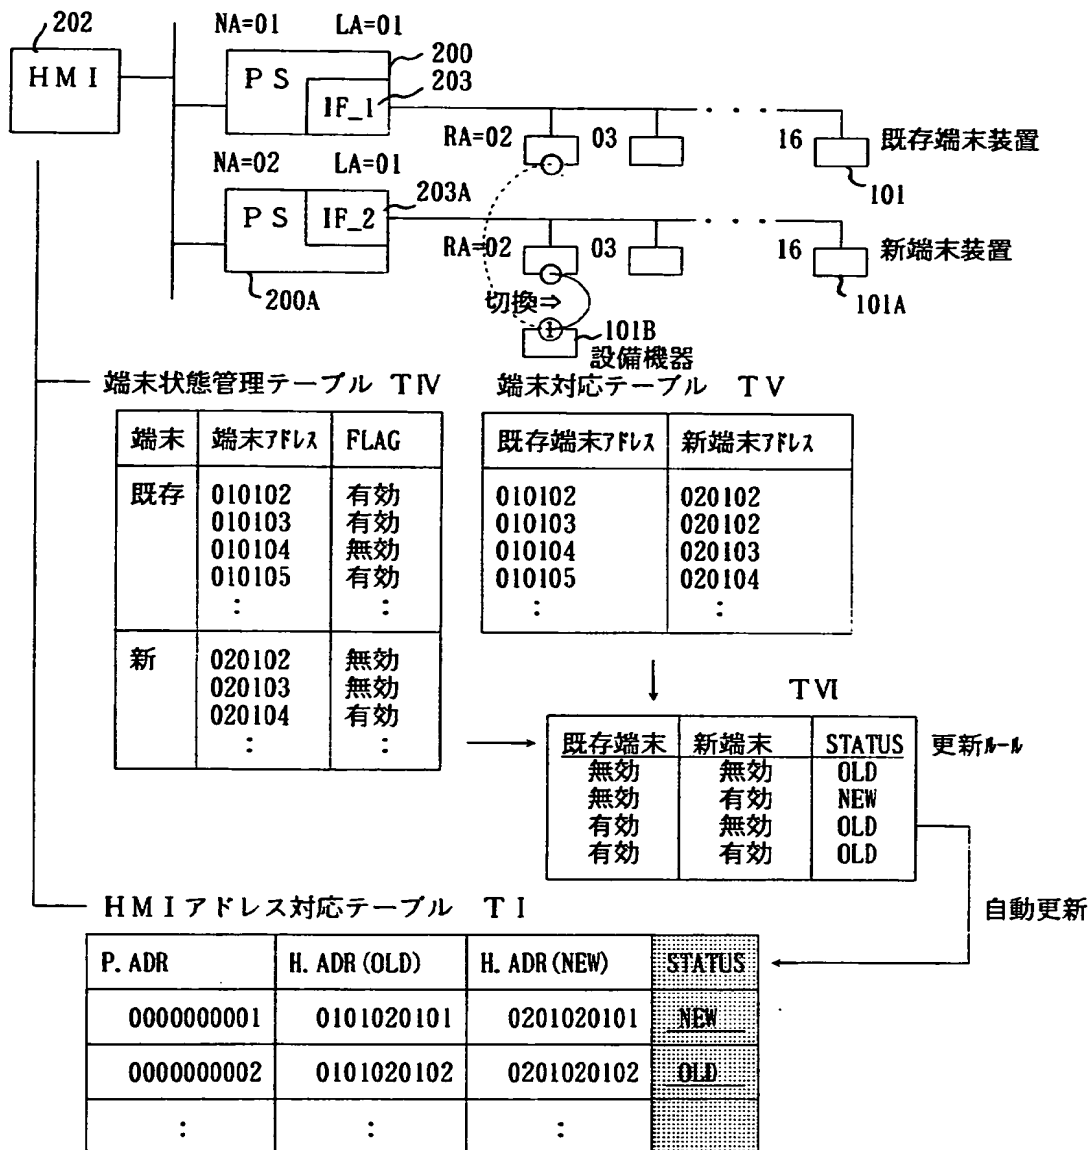 202
NA=01 LA=01
HMI
PS
200
IF_1
203
RA=02
03
16
既存端末装置
101
NA=02 LA=01
PS
IF_2
203A
RA=02
03
16
新端末装置
200A
101A
切換⇒
①
101B
設備機器
端末状態管理テーブル TⅣ
端末対応テーブル TⅤ
端末 端末アドレス FLAG
既存 010102 有効
010103 有効
010104 無効
010105 有効
: :
新 020102 無効
020103 無効
020104 有効
: :
既存端末アドレス 新端末アドレス
010102 020102
010103 020102
010104 020103
010105 020104
: :
TⅥ
既存端末 新端末 STATUS
無効 無効 OLD
無効 有効 NEW
有効 無効 OLD
有効 有効 OLD
更新ルール
自動更新
HMIアドレス対応テーブル TⅠ
P. ADR H. ADR(OLD) H. ADR(NEW) STATUS
0000000001 0101020101 0201020101 NEW
0000000002 0101020102 0201020102 OLD
: : :